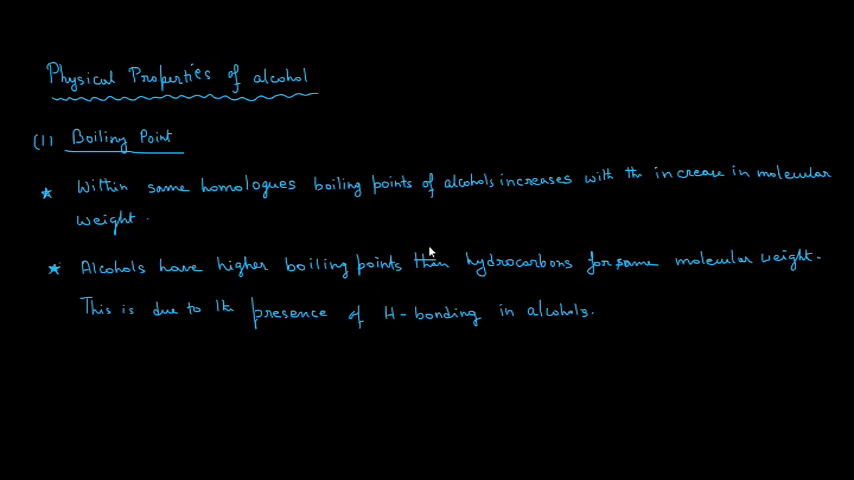 Physical Properties of alcohol
(1) Boiling Point
★ Within same homologues boiling points of alcohols increases with the increase in molecular
weight.
★ Alcohols have higher boiling points than hydrocarbons for same molecular weight.
This is due to the presence of H-bonding in alcohols.